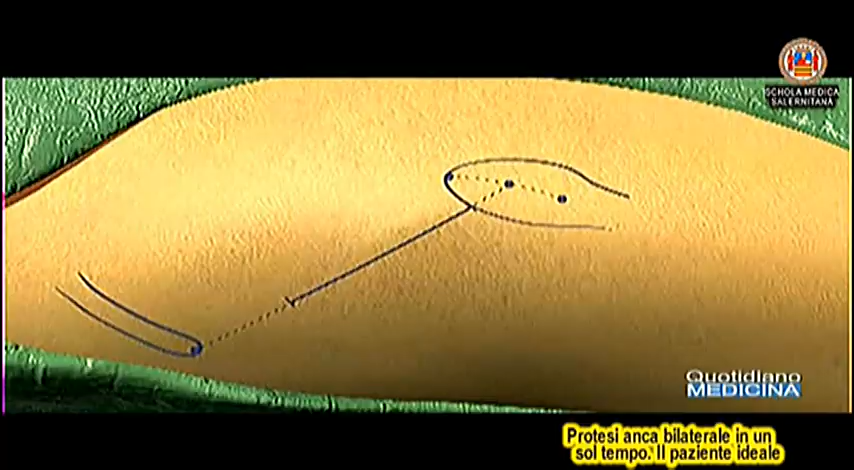 SCHOLA MEDICA
SALERNITANA
Quotidiano
MEDICINA
Protesi anca bilaterale in un
sol tempo. Il paziente ideale